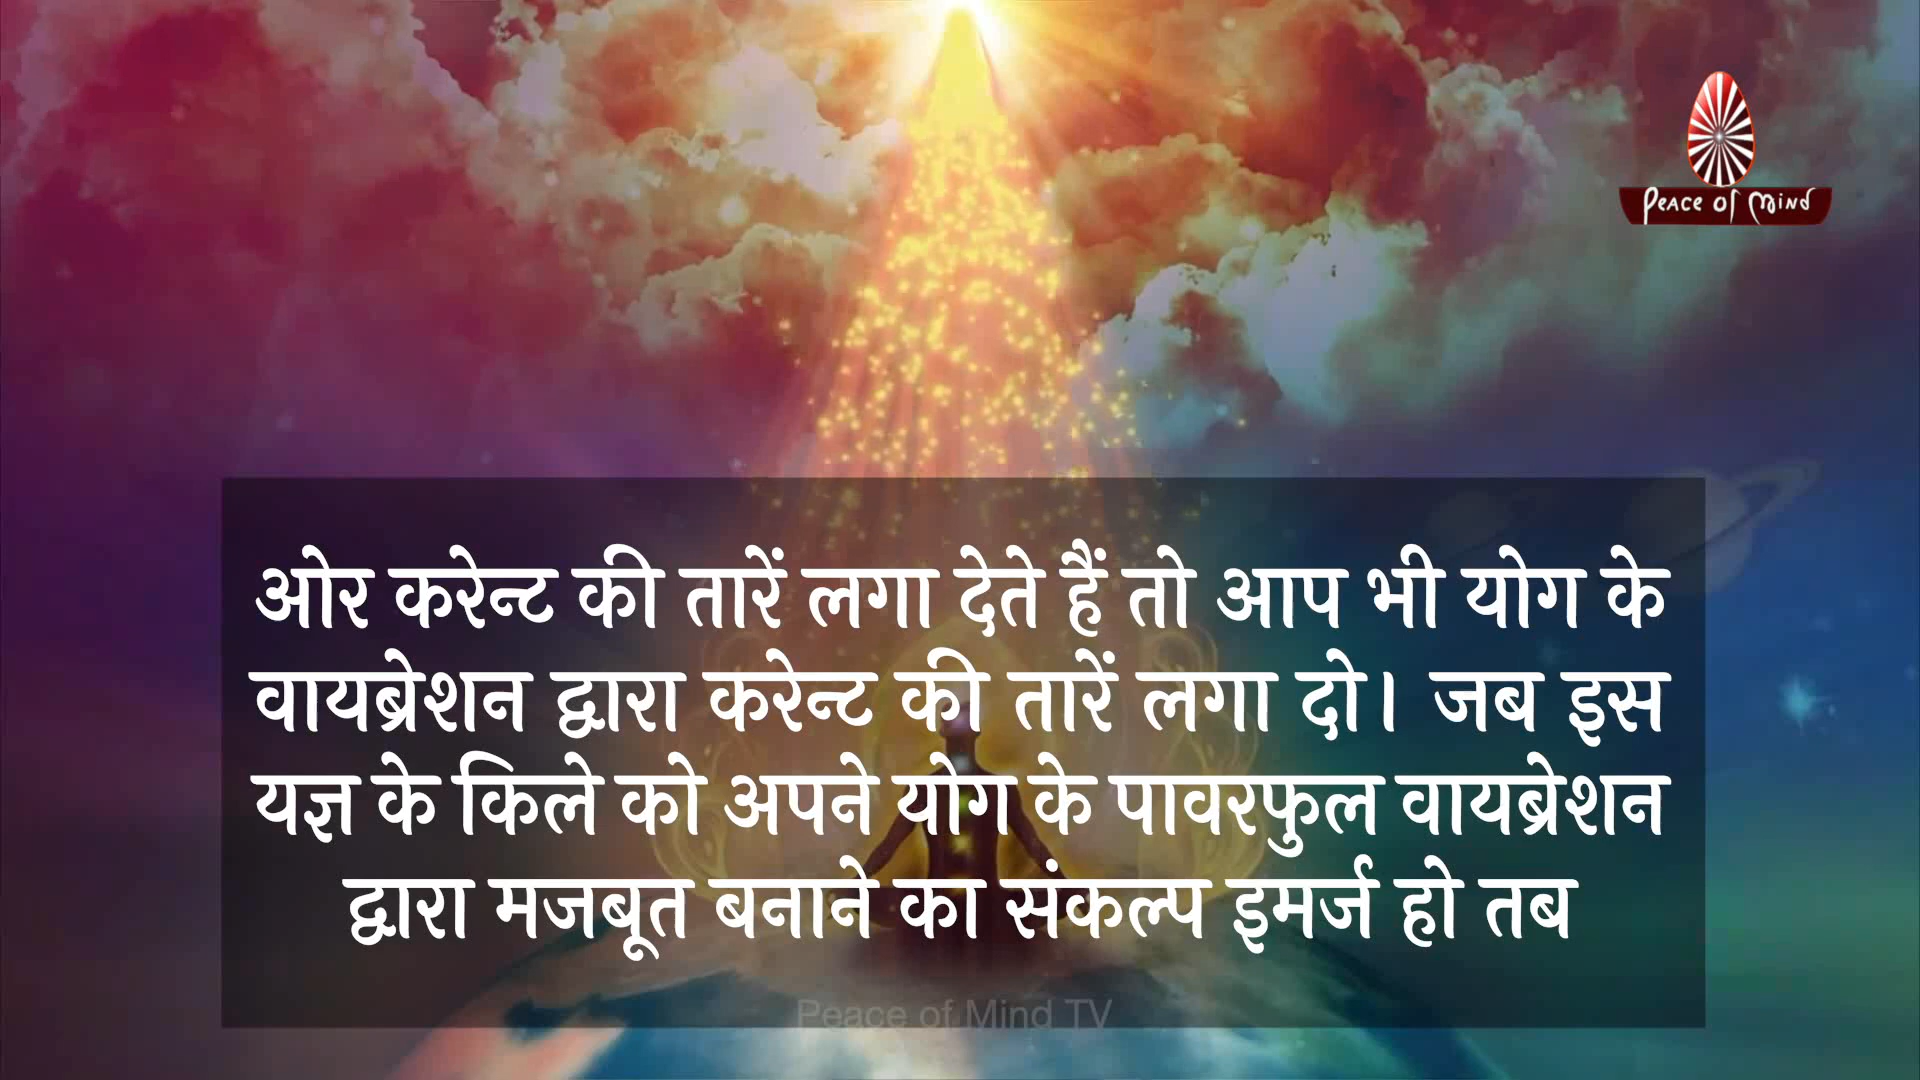 Peace of Mind
ओर करेन्ट की तारें लगा देते हैं तो आप भी योग के
वायब्रेशन द्वारा करेन्ट की तारें लगा दो। जब इस
यज्ञ के किले को अपने योग के पावरफुल वायब्रेशन
द्वारा मजबूत बनाने का संकल्प इमर्ज हो तब
Peace of Mind TV